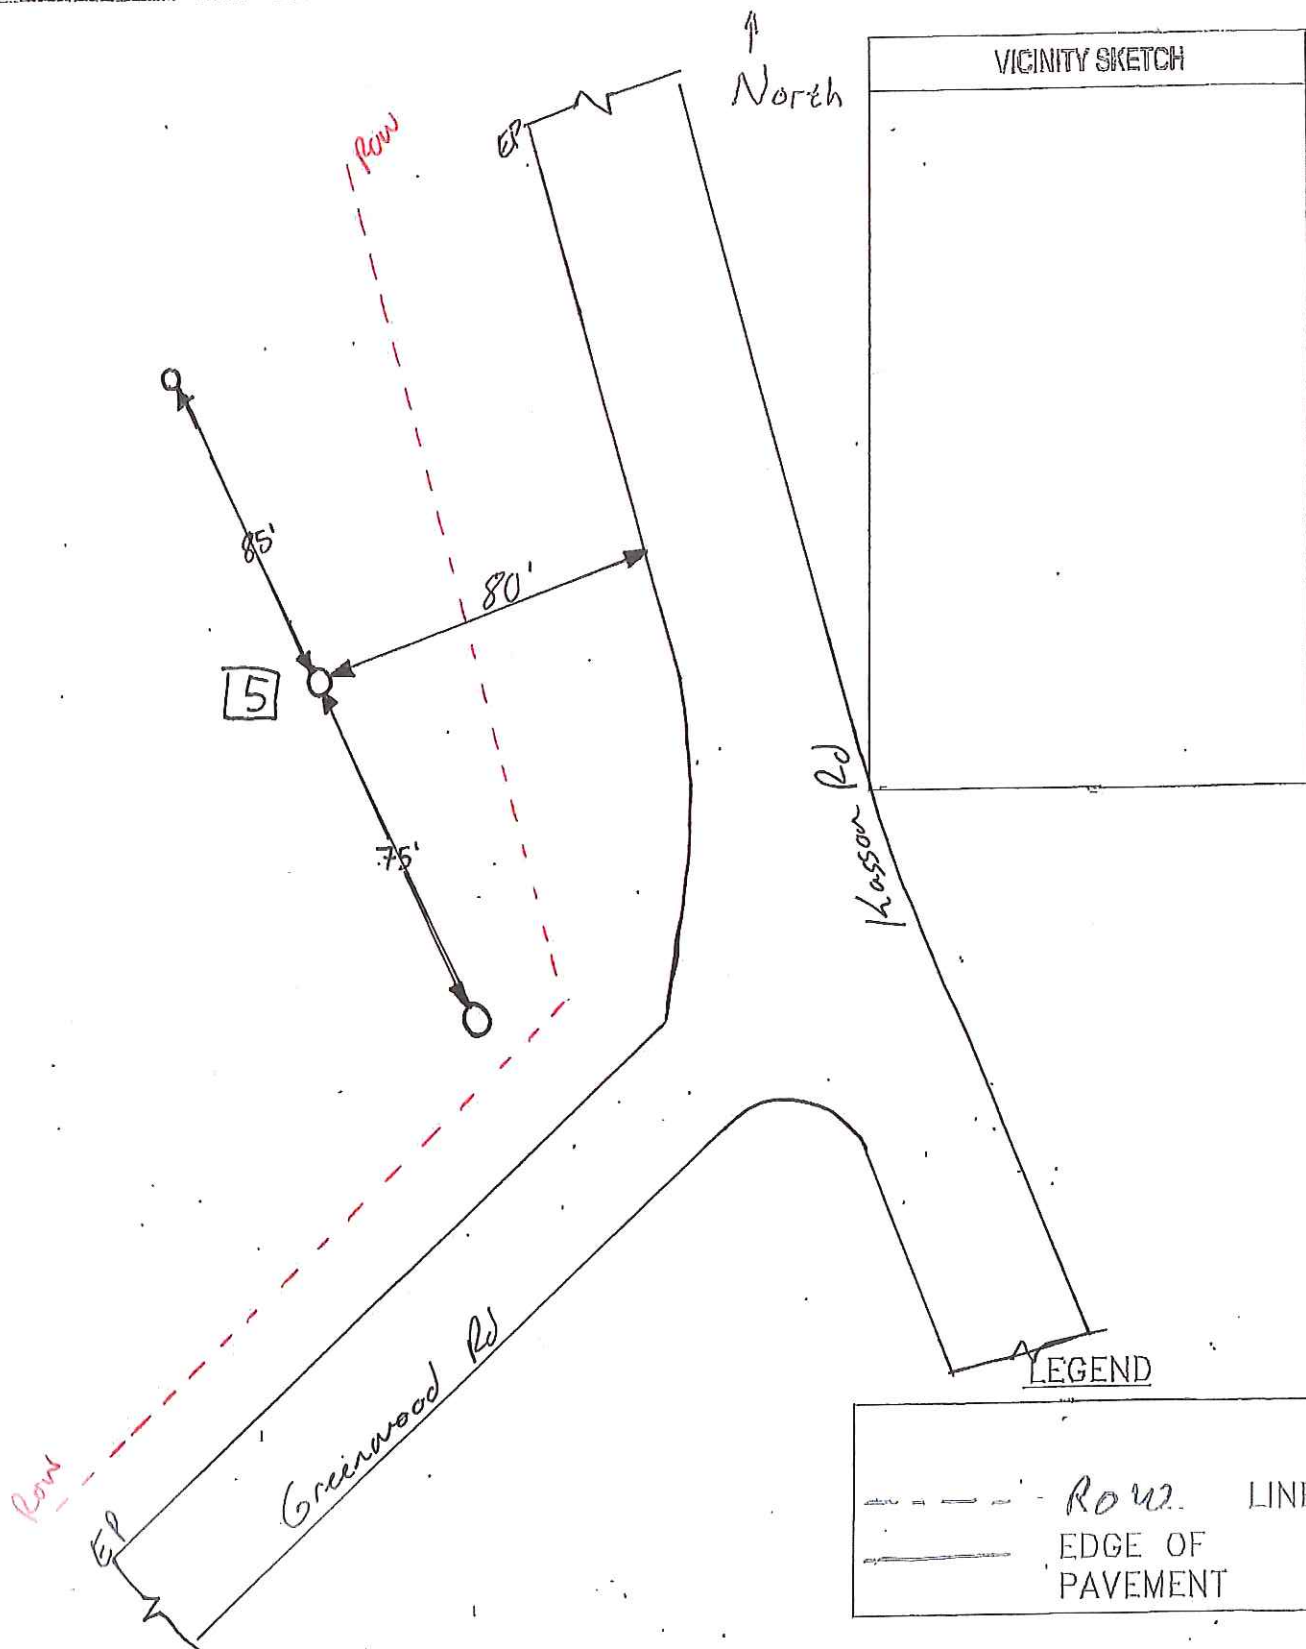 North
VICINITY SKETCH
ROW
EP
85'
80'
5
75'
Kasson Rd
Greenwood Rd
ROW
EP
LEGEND
ROW LINE
EDGE OF
PAVEMENT